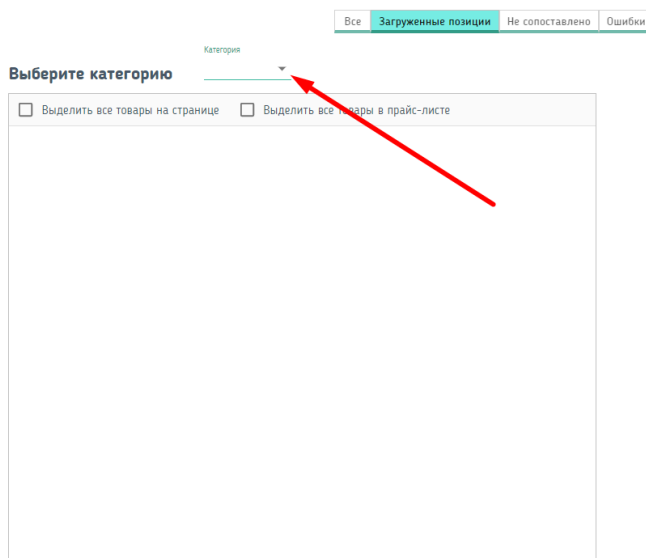 Все Загруженные позиции Не сопоставлено Ошибки
Категория
Выберите категорию
Выделить все товары на странице Выделить все товары в прайс-листе